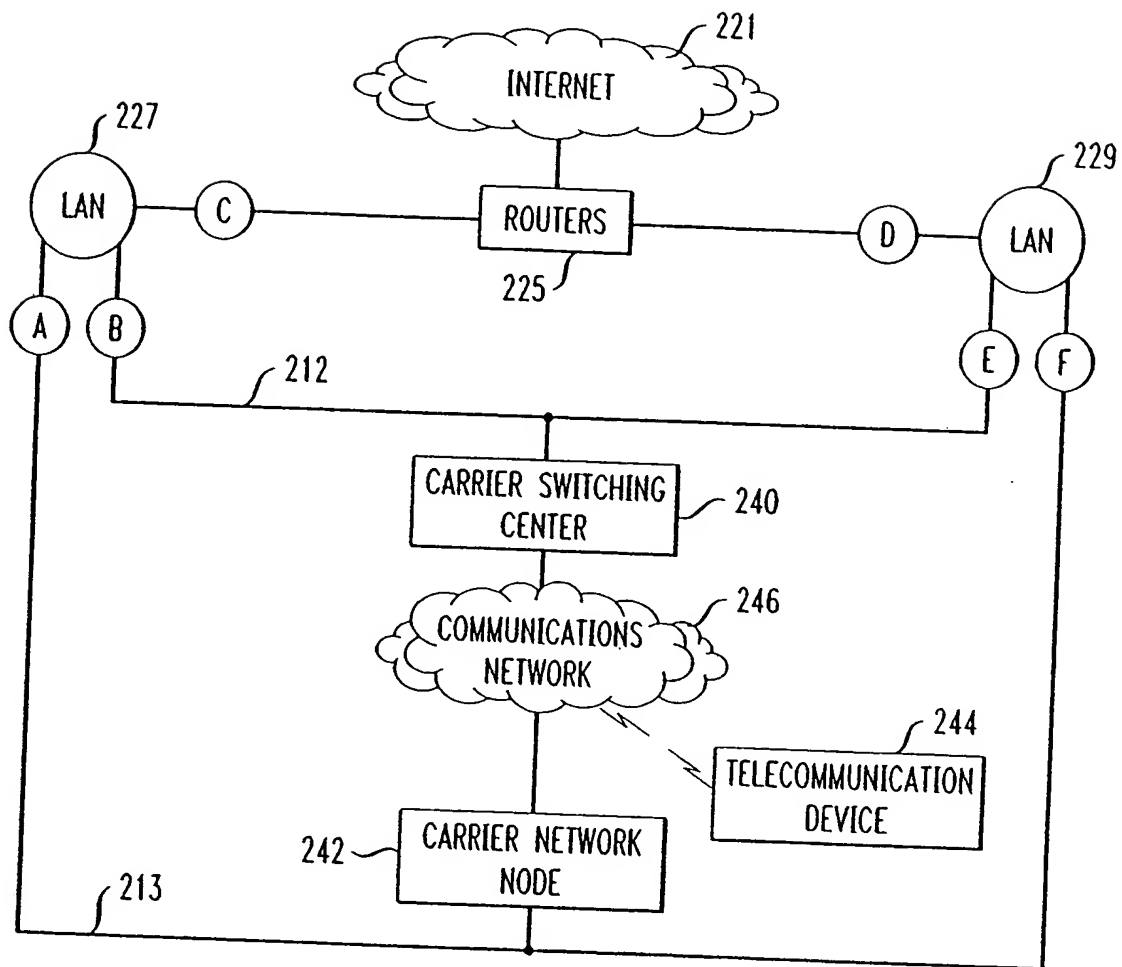 221
INTERNET
227
LAN
C
ROUTERS
225
D
229
LAN
A
B
E
F
212
CARRIER SWITCHING
CENTER
240
COMMUNICATIONS
NETWORK
246
244
TELECOMMUNICATION
DEVICE
242
CARRIER NETWORK
NODE
213